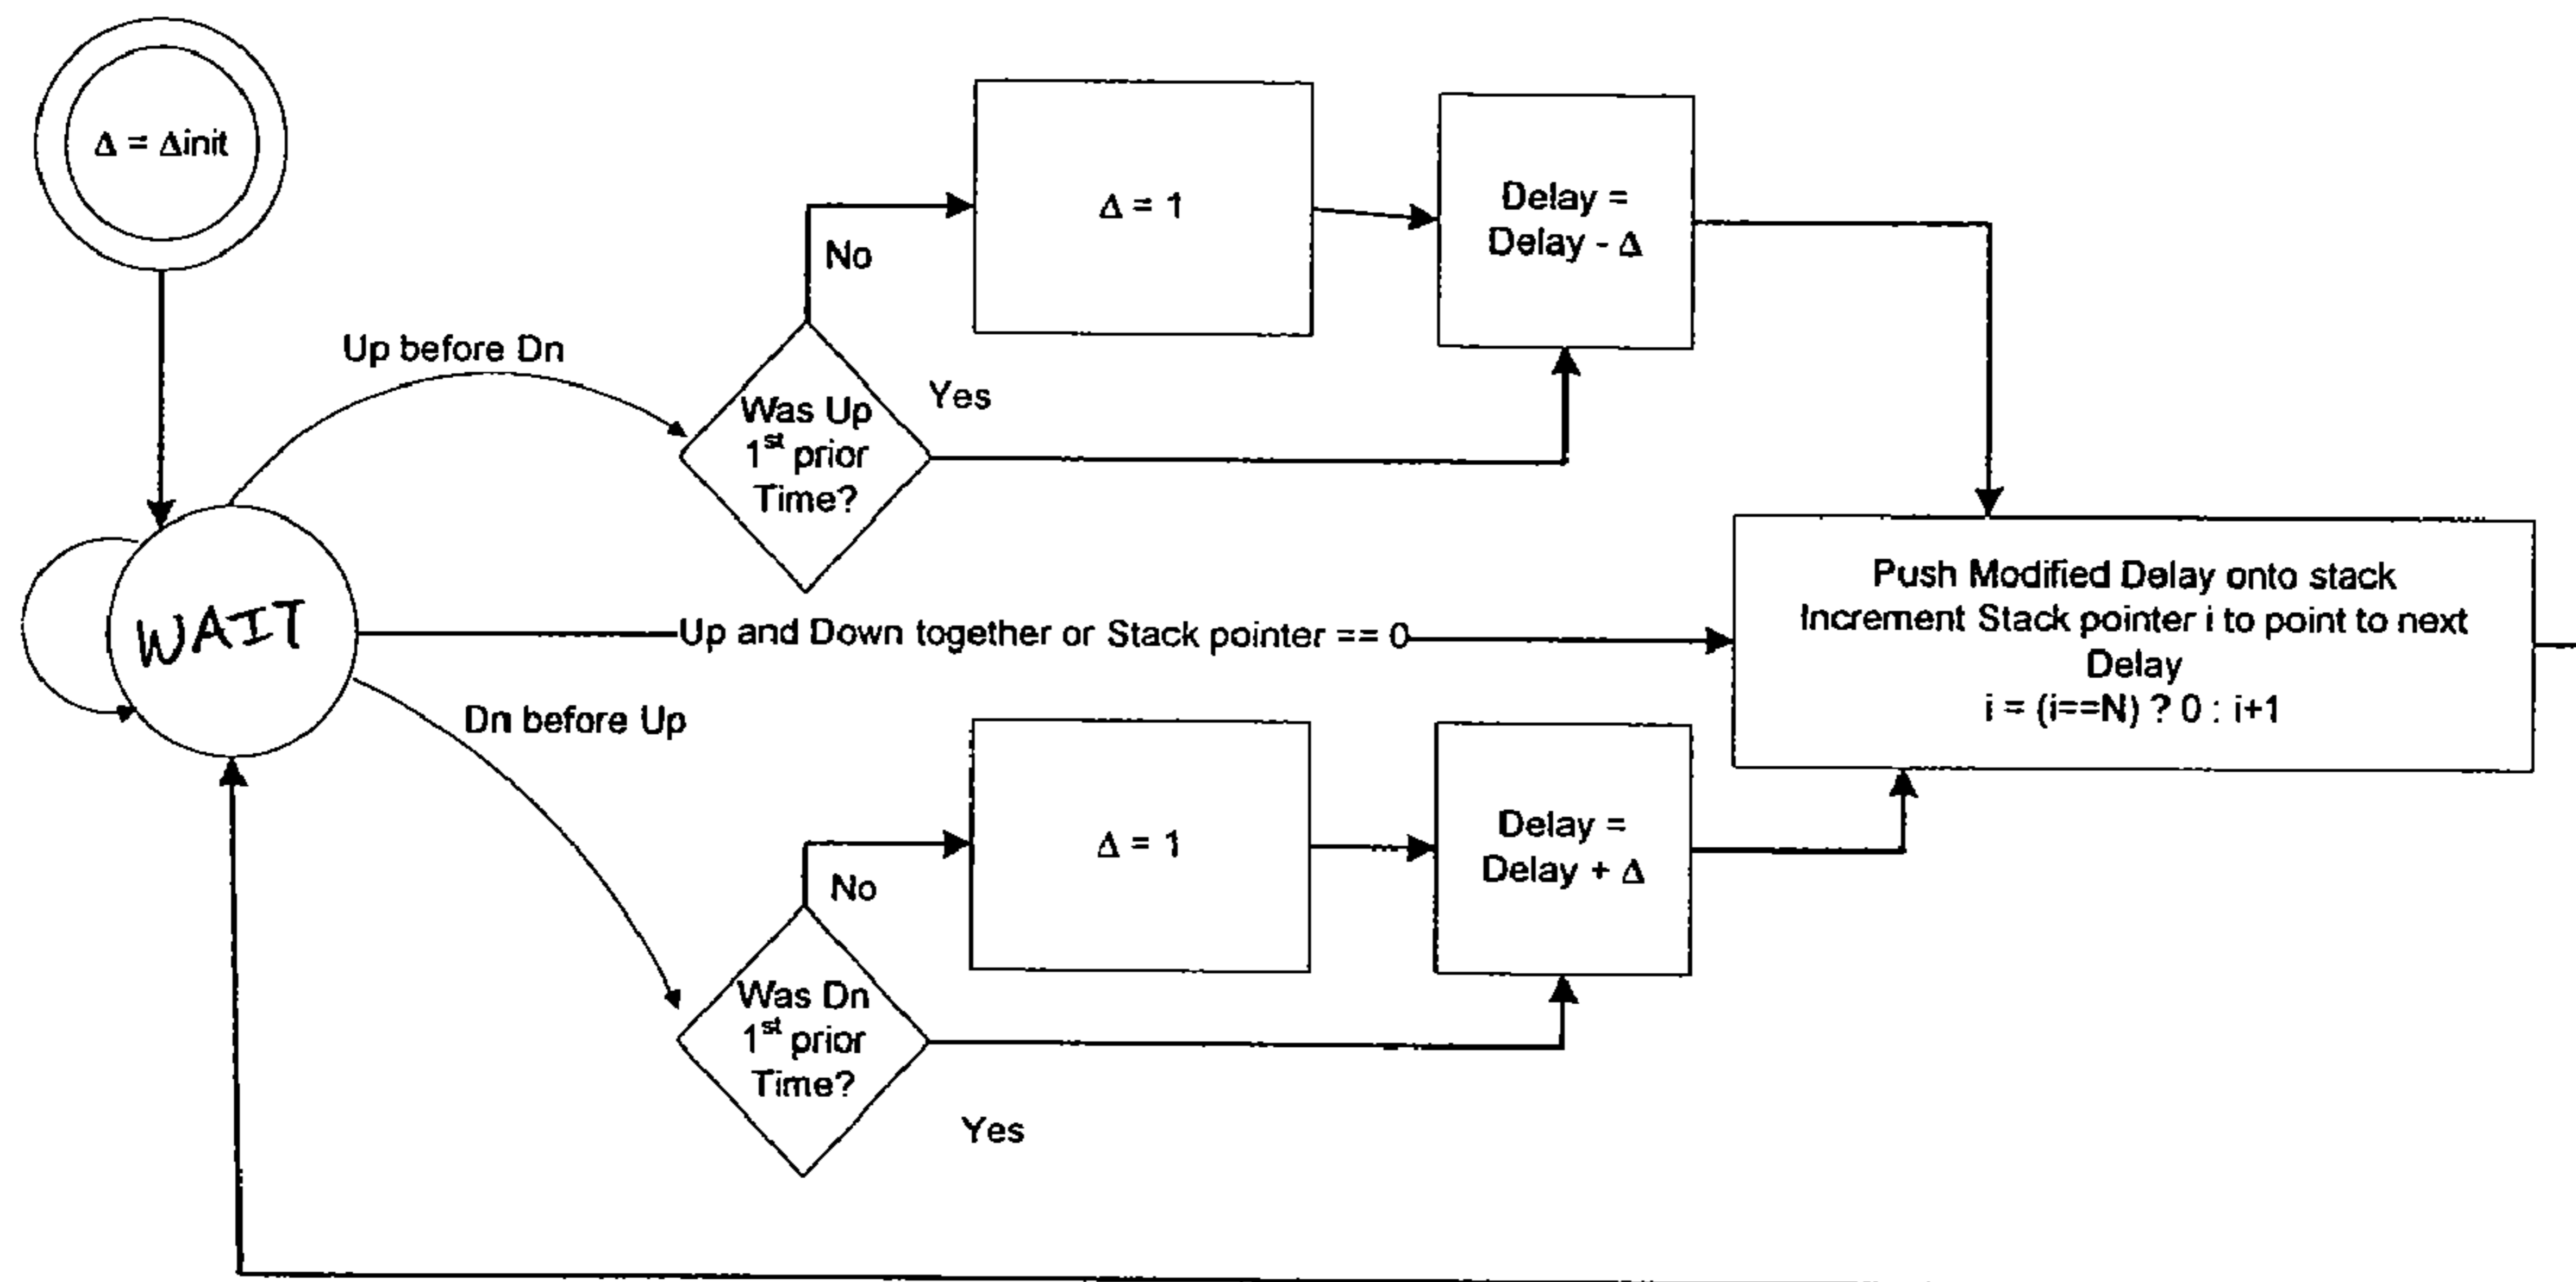 Δ = Δinit
Δ = 1
Delay =
Delay - Δ
No
Up before Dn
Yes
Was Up
1st prior
Time?
Push Modified Delay onto stack
Increment Stack pointer i to point to next
Delay
i = (i==N) ? 0 : i+1
WAIT
Up and Down together or Stack pointer == 0
Dn before Up
Δ = 1
Delay =
Delay + Δ
No
Was Dn
1st prior
Time?
Yes